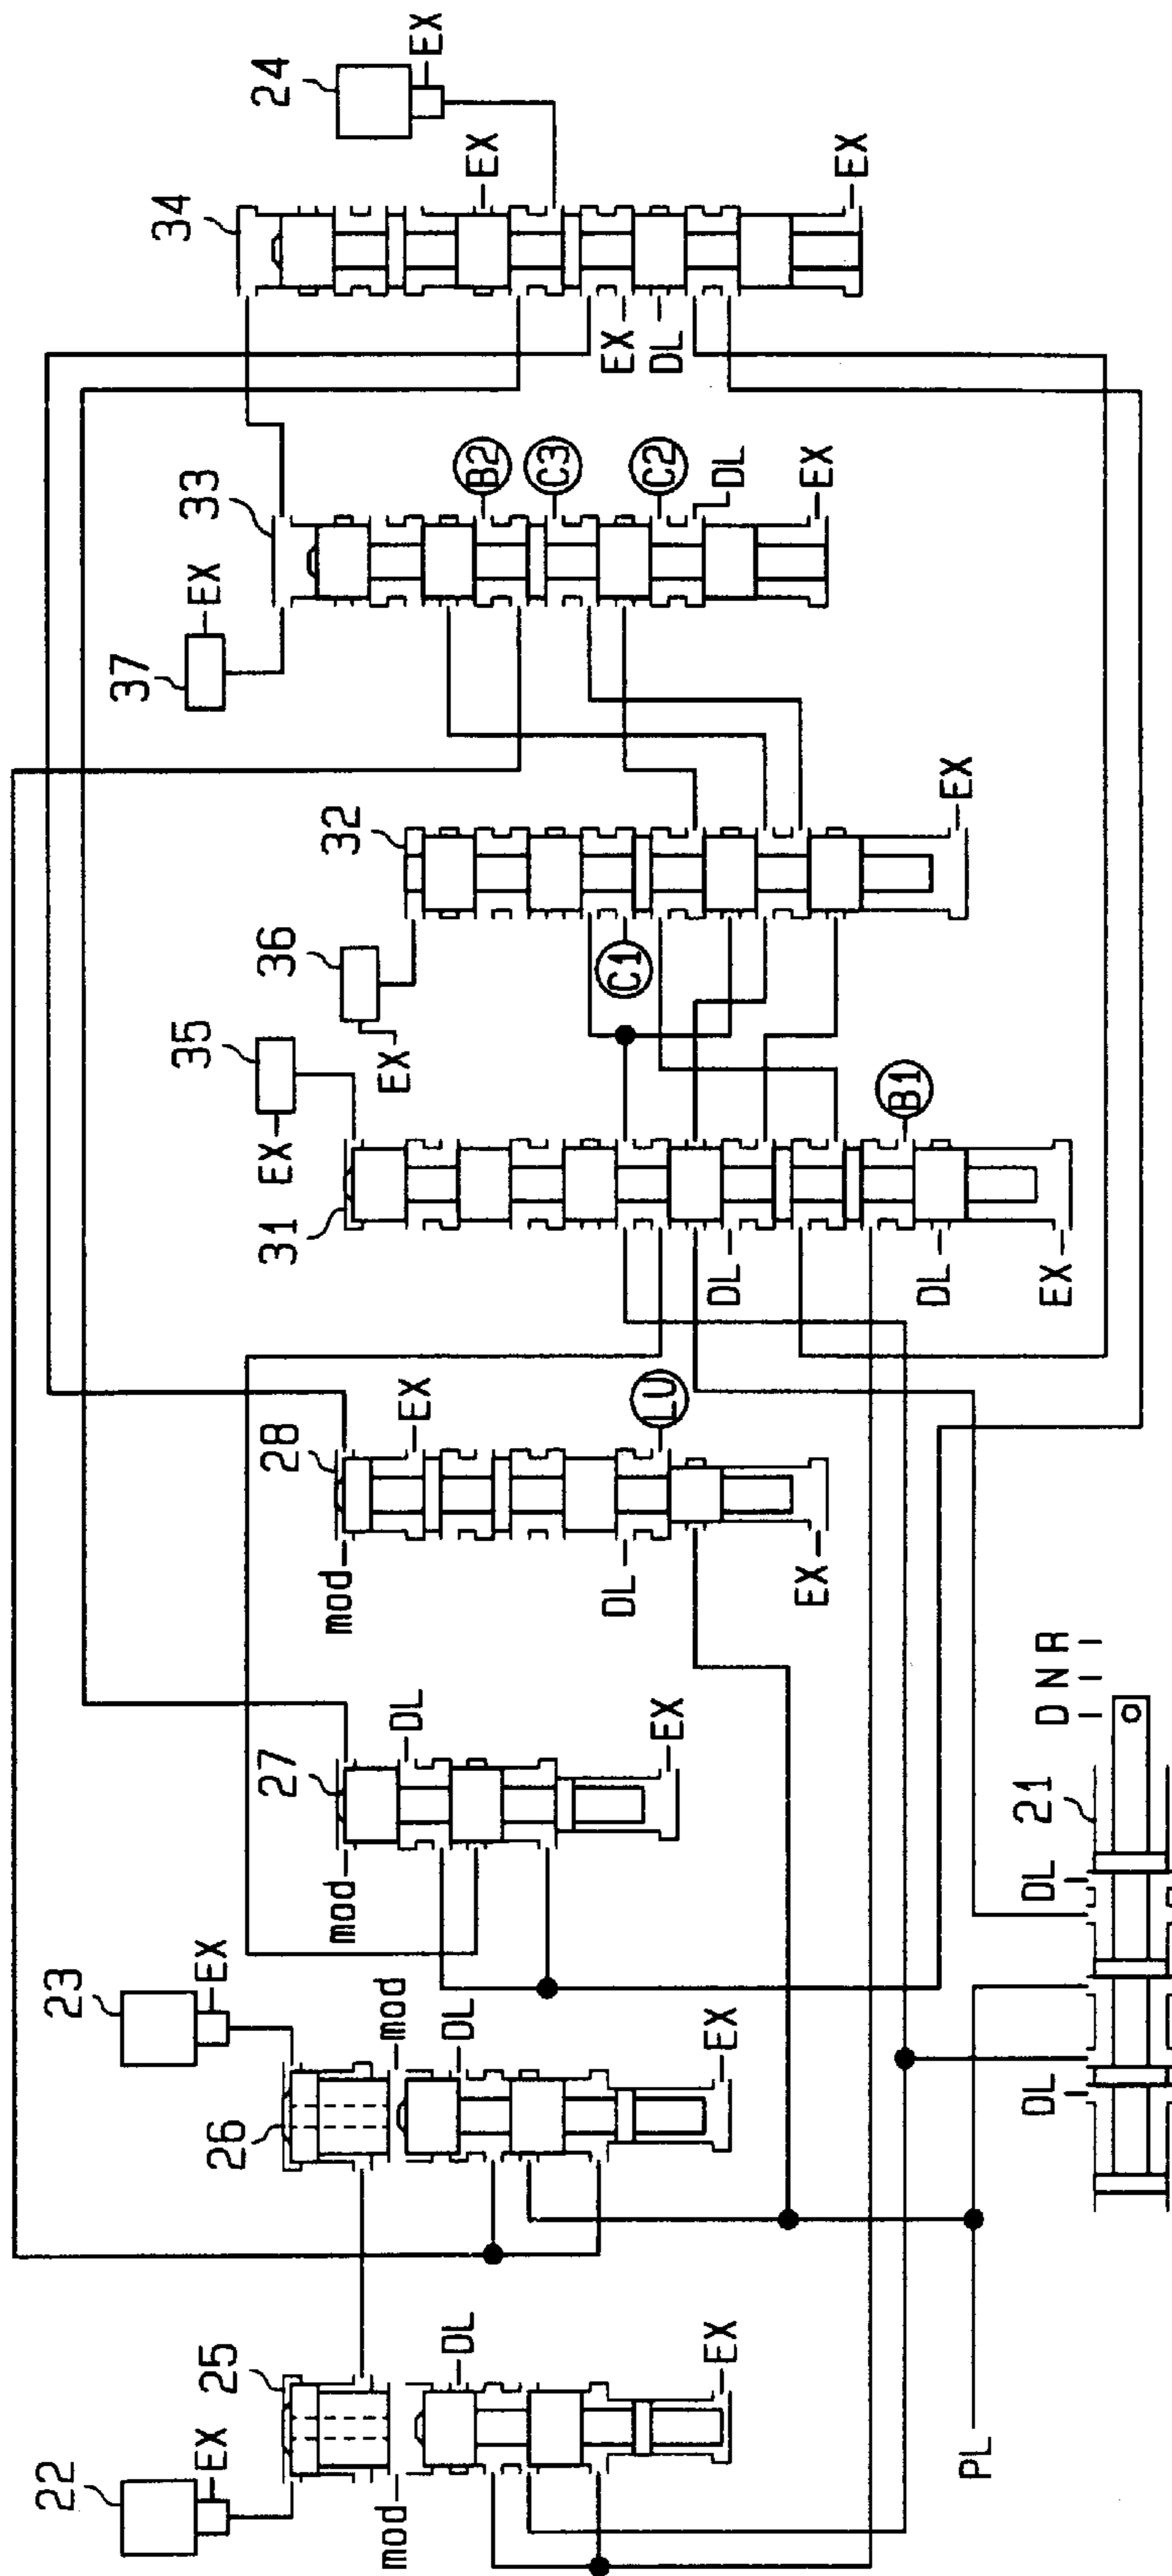 24
EX
34
EX
EX
DL
EX
33
37
EX
B2
C3
C2
DL
EX
32
36
EX
C1
EX
35
EX
31
DL
B1
DL
EX
28
EX
mod
LU
DL
EX
27
DL
mod
EX
D N R
21
DL
DL
23
EX
26
mod
DL
EX
25
22
EX
mod
DL
EX
PL